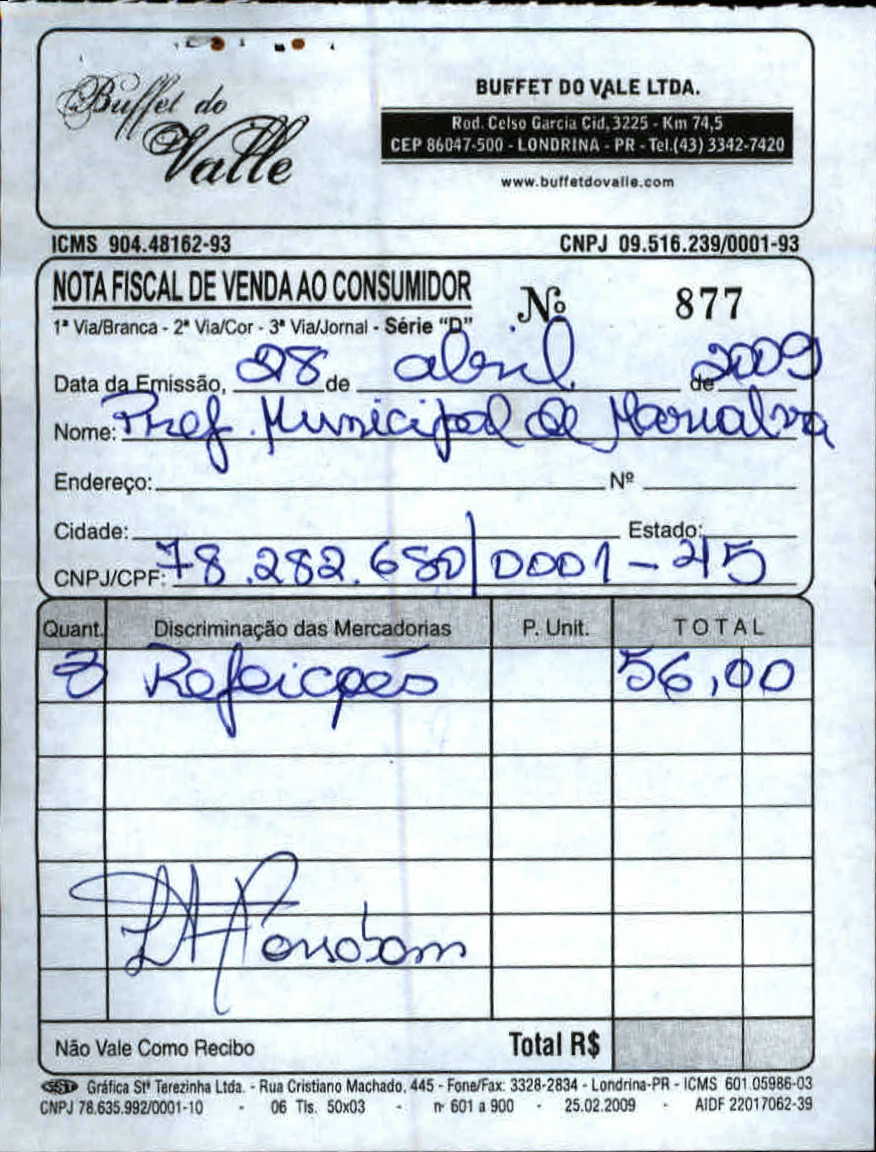 Buffet do
Valle
BUFFET DO VALE LTDA.
Rod. Celso Garcia Cid, 3225 - Km 74,5
CEP 86047-500 - LONDRINA - PR - Tel.(43) 3342-7420
www.buffetdovalle.com
ICMS 904.48162-93 CNPJ 09.516.239/0001-93
NOTA FISCAL DE VENDA AO CONSUMIDOR Nº 877
1ª Via/Branca - 2ª Via/Cor - 3ª Via/Jornal - Série "D"
Data da Emissão, 28 de abril de 2009
Nome: Pref. Municipal de Marialva
Endereço: Nº
Cidade: Estado:
CNPJ/CPF: 78.282.680/0001-45
Quant. Discriminação das Mercadorias P. Unit. TOTAL
3 Refeicções 56,00
Não Vale Como Recibo Total R$
Gráfica Stª Terezinha Ltda. - Rua Cristiano Machado, 445 - Fone/Fax: 3328-2834 - Londrina-PR - ICMS 601.05986-03
CNPJ 78.635.992/0001-10 - 06 Tls. 50x03 - nº 601 a 900 - 25.02.2009 - AIDF 22017062-39